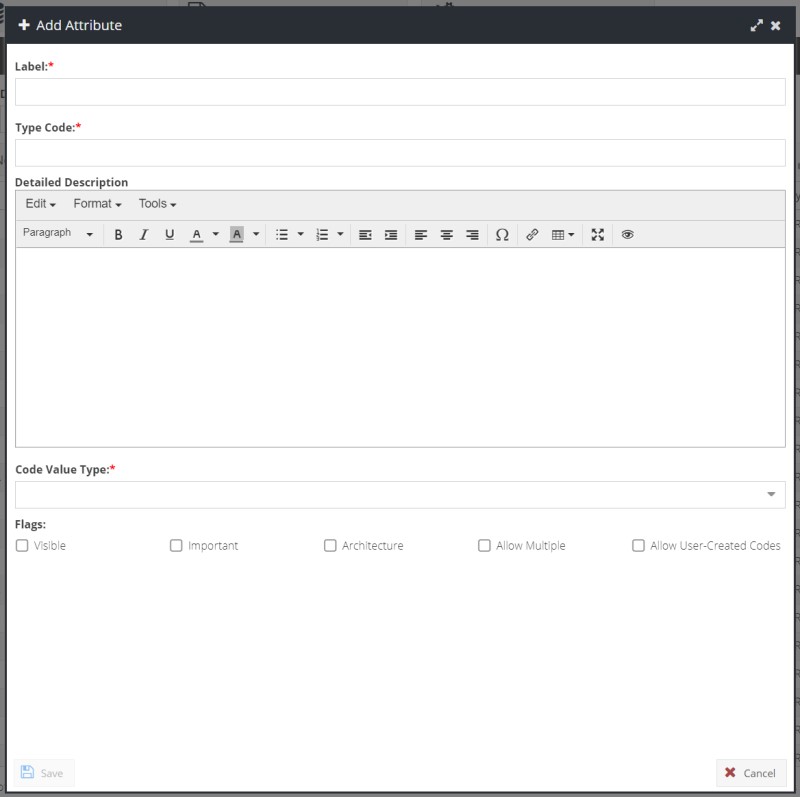 Add Attribute
Label:*
Type Code:*
Detailed Description
Edit Format Tools
Paragraph B I U A A Ω
Code Value Type:*
Flags:
Visible Important Architecture Allow Multiple Allow User-Created Codes
Save Cancel